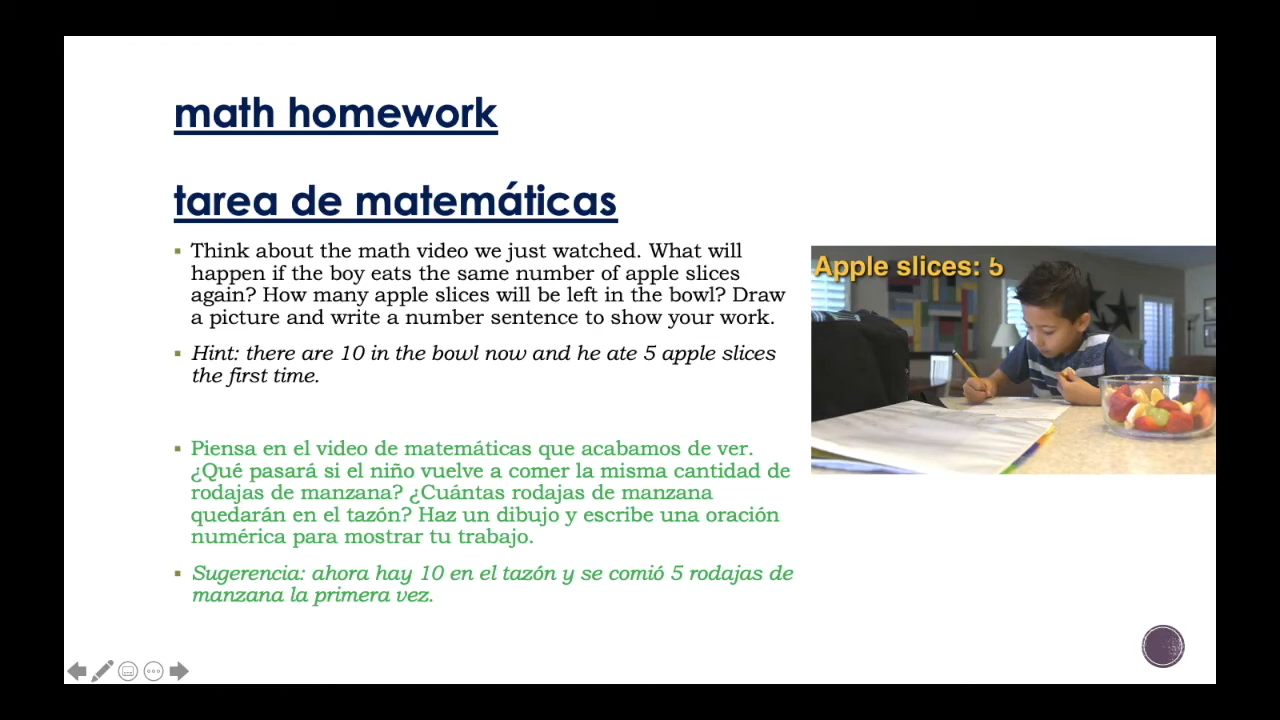 math homework
tarea de matemáticas
Think about the math video we just watched. What will
happen if the boy eats the same number of apple slices
again? How many apple slices will be left in the bowl? Draw
a picture and write a number sentence to show your work.
Hint: there are 10 in the bowl now and he ate 5 apple slices
the first time.
Piensa en el video de matemáticas que acabamos de ver.
¿Qué pasará si el niño vuelve a comer la misma cantidad de
rodajas de manzana? ¿Cuántas rodajas de manzana
quedarán en el tazón? Haz un dibujo y escribe una oración
numérica para mostrar tu trabajo.
Sugerencia: ahora hay 10 en el tazón y se comió 5 rodajas de
manzana la primera vez.
Apple slices: 5